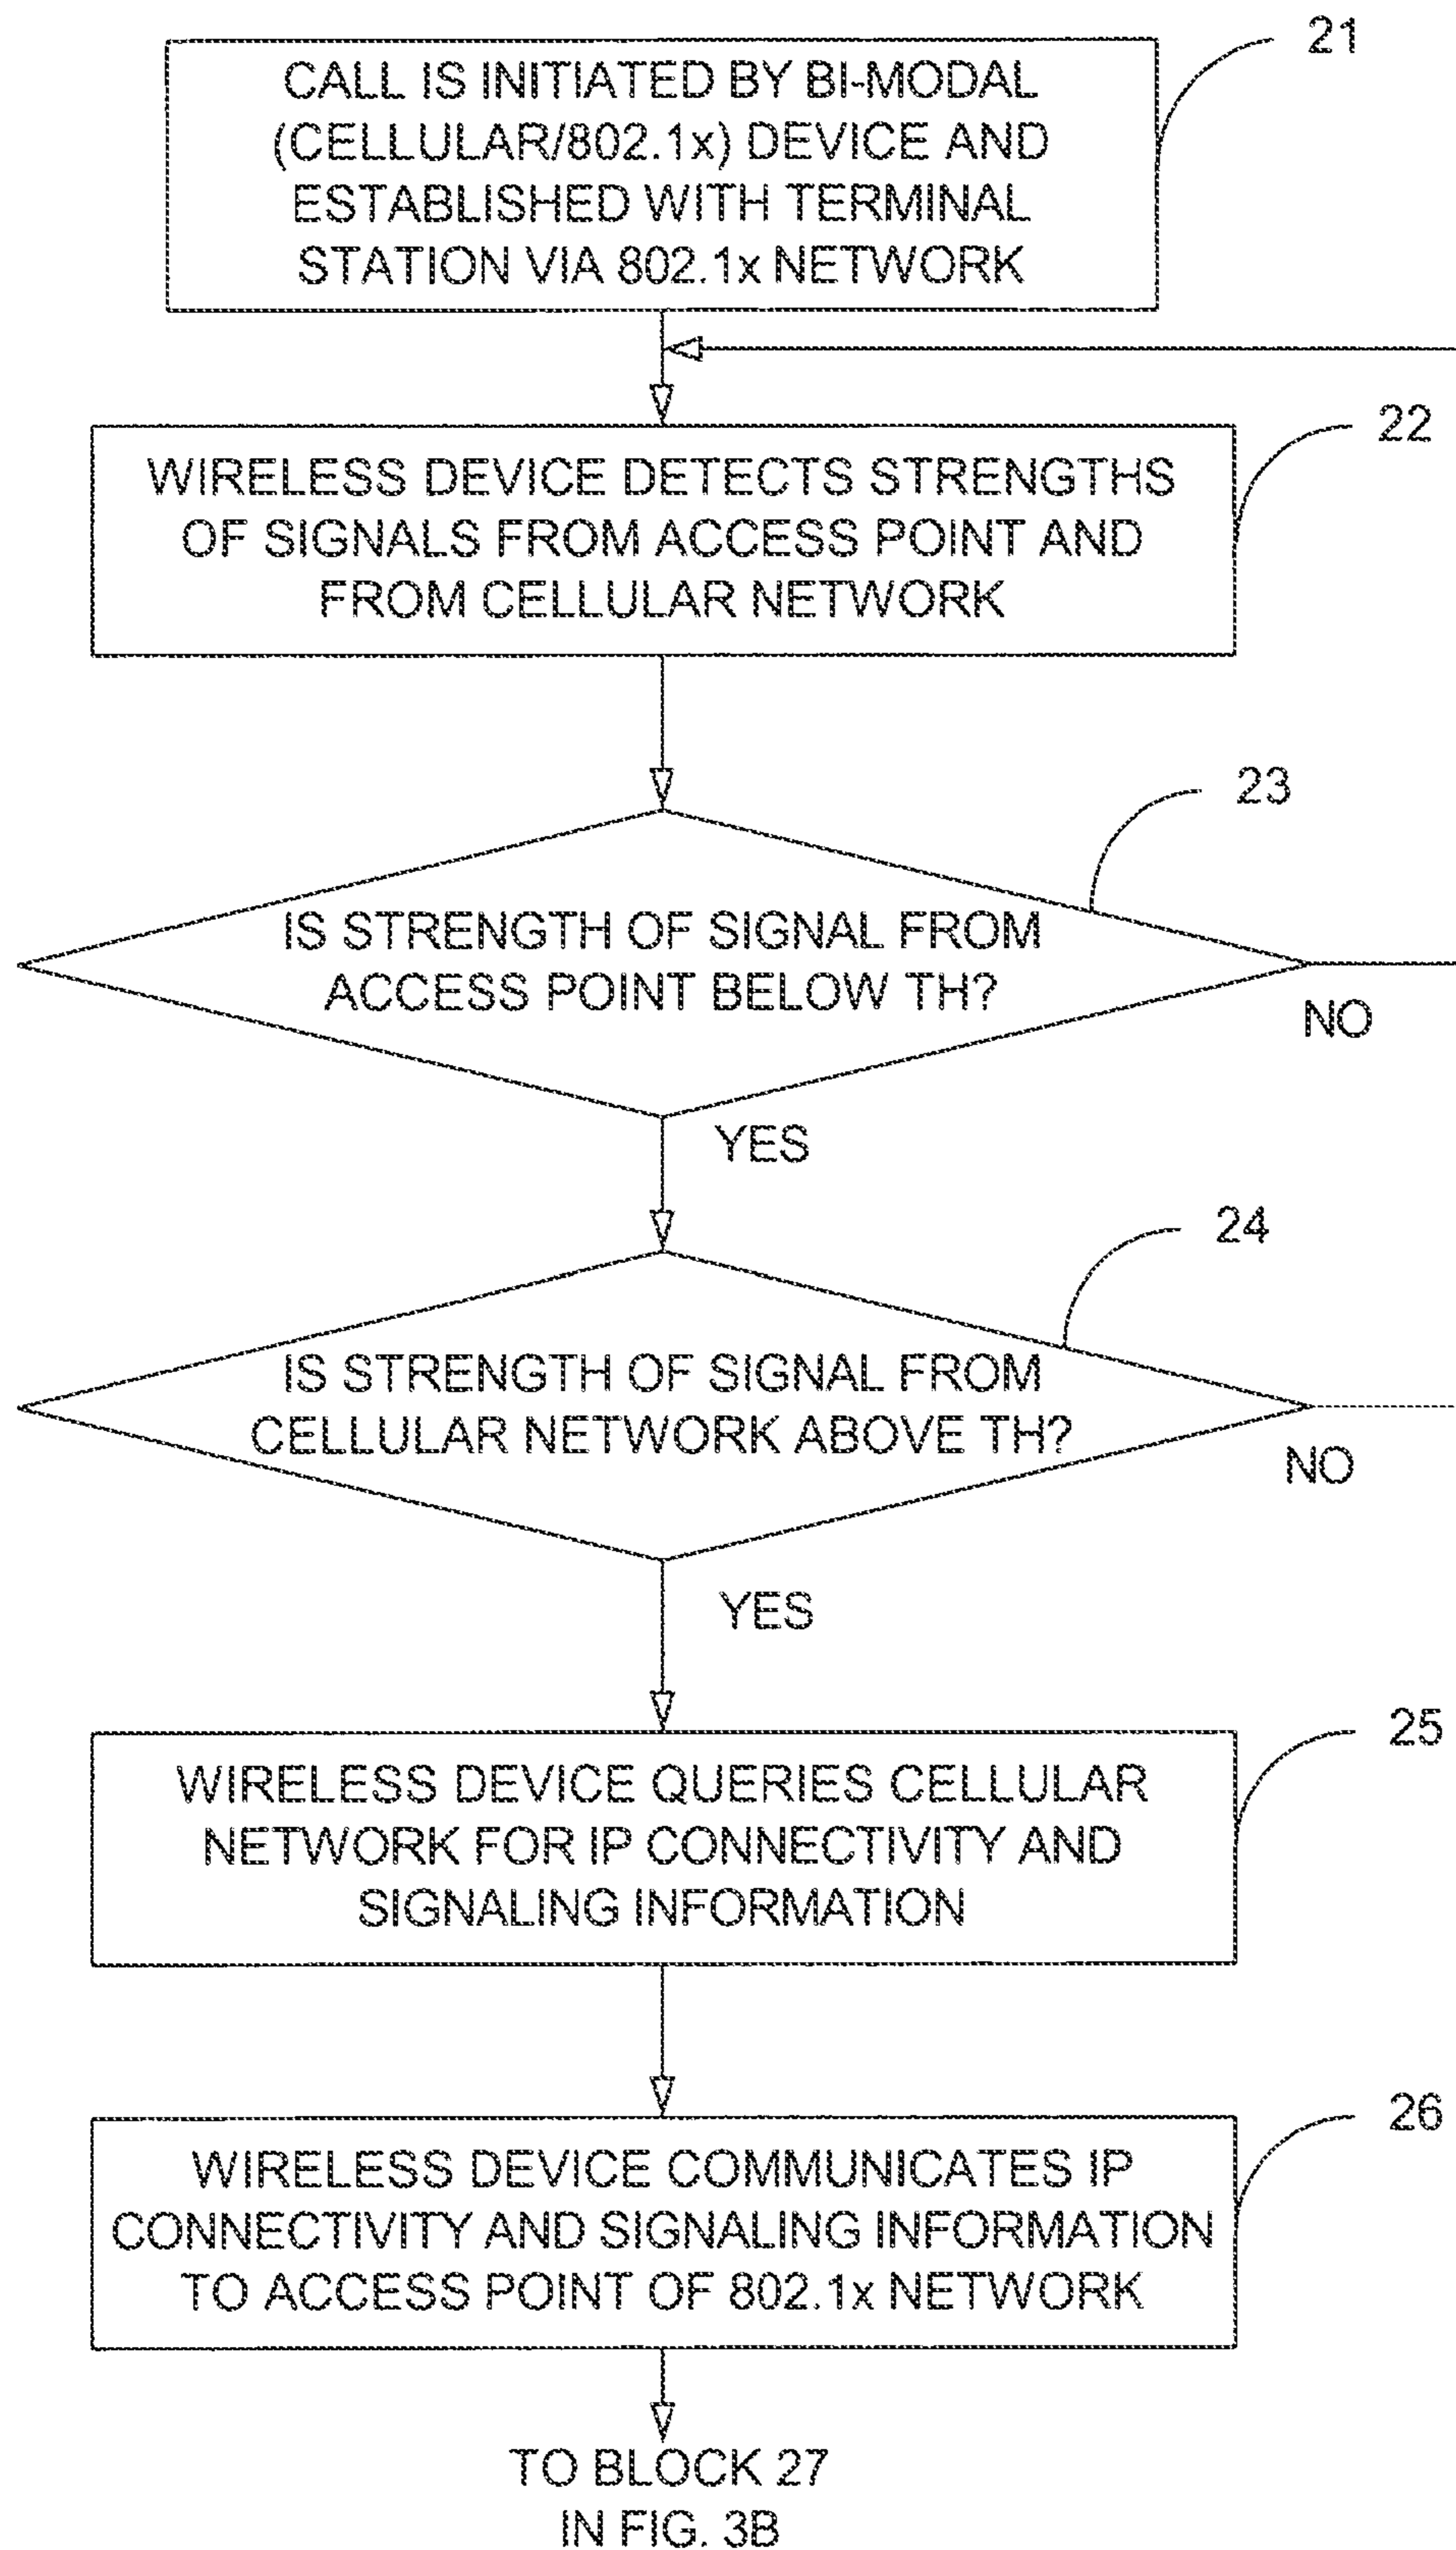 21
CALL IS INITIATED BY BI-MODAL
(CELLULAR/802.1x) DEVICE AND
ESTABLISHED WITH TERMINAL
STATION VIA 802.1x NETWORK
22
WIRELESS DEVICE DETECTS STRENGTHS
OF SIGNALS FROM ACCESS POINT AND
FROM CELLULAR NETWORK
23
IS STRENGTH OF SIGNAL FROM
ACCESS POINT BELOW TH?
NO
YES
24
IS STRENGTH OF SIGNAL FROM
CELLULAR NETWORK ABOVE TH?
NO
YES
25
WIRELESS DEVICE QUERIES CELLULAR
NETWORK FOR IP CONNECTIVITY AND
SIGNALING INFORMATION
26
WIRELESS DEVICE COMMUNICATES IP
CONNECTIVITY AND SIGNALING INFORMATION
TO ACCESS POINT OF 802.1x NETWORK
TO BLOCK 27
IN FIG. 3B